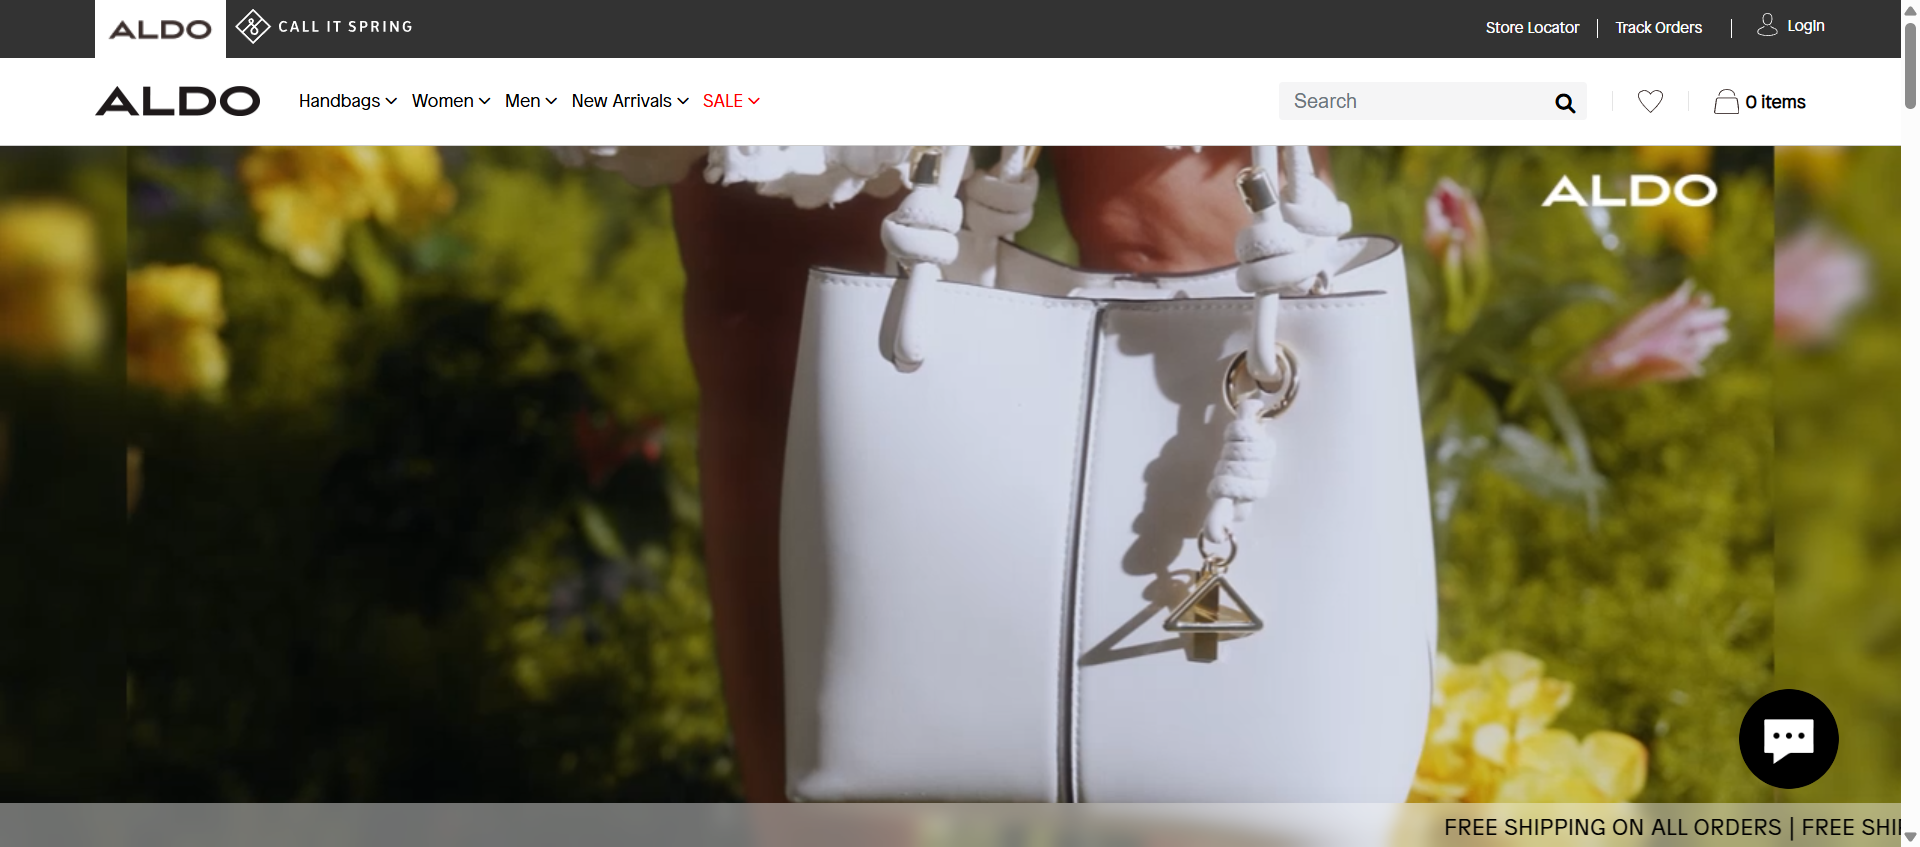 ALDO CALL IT SPRING Store Locator Track Orders Login
ALDO Handbags Women Men New Arrivals SALE Search 0 items
ALDO
FREE SHIPPING ON ALL ORDERS | FREE SHI